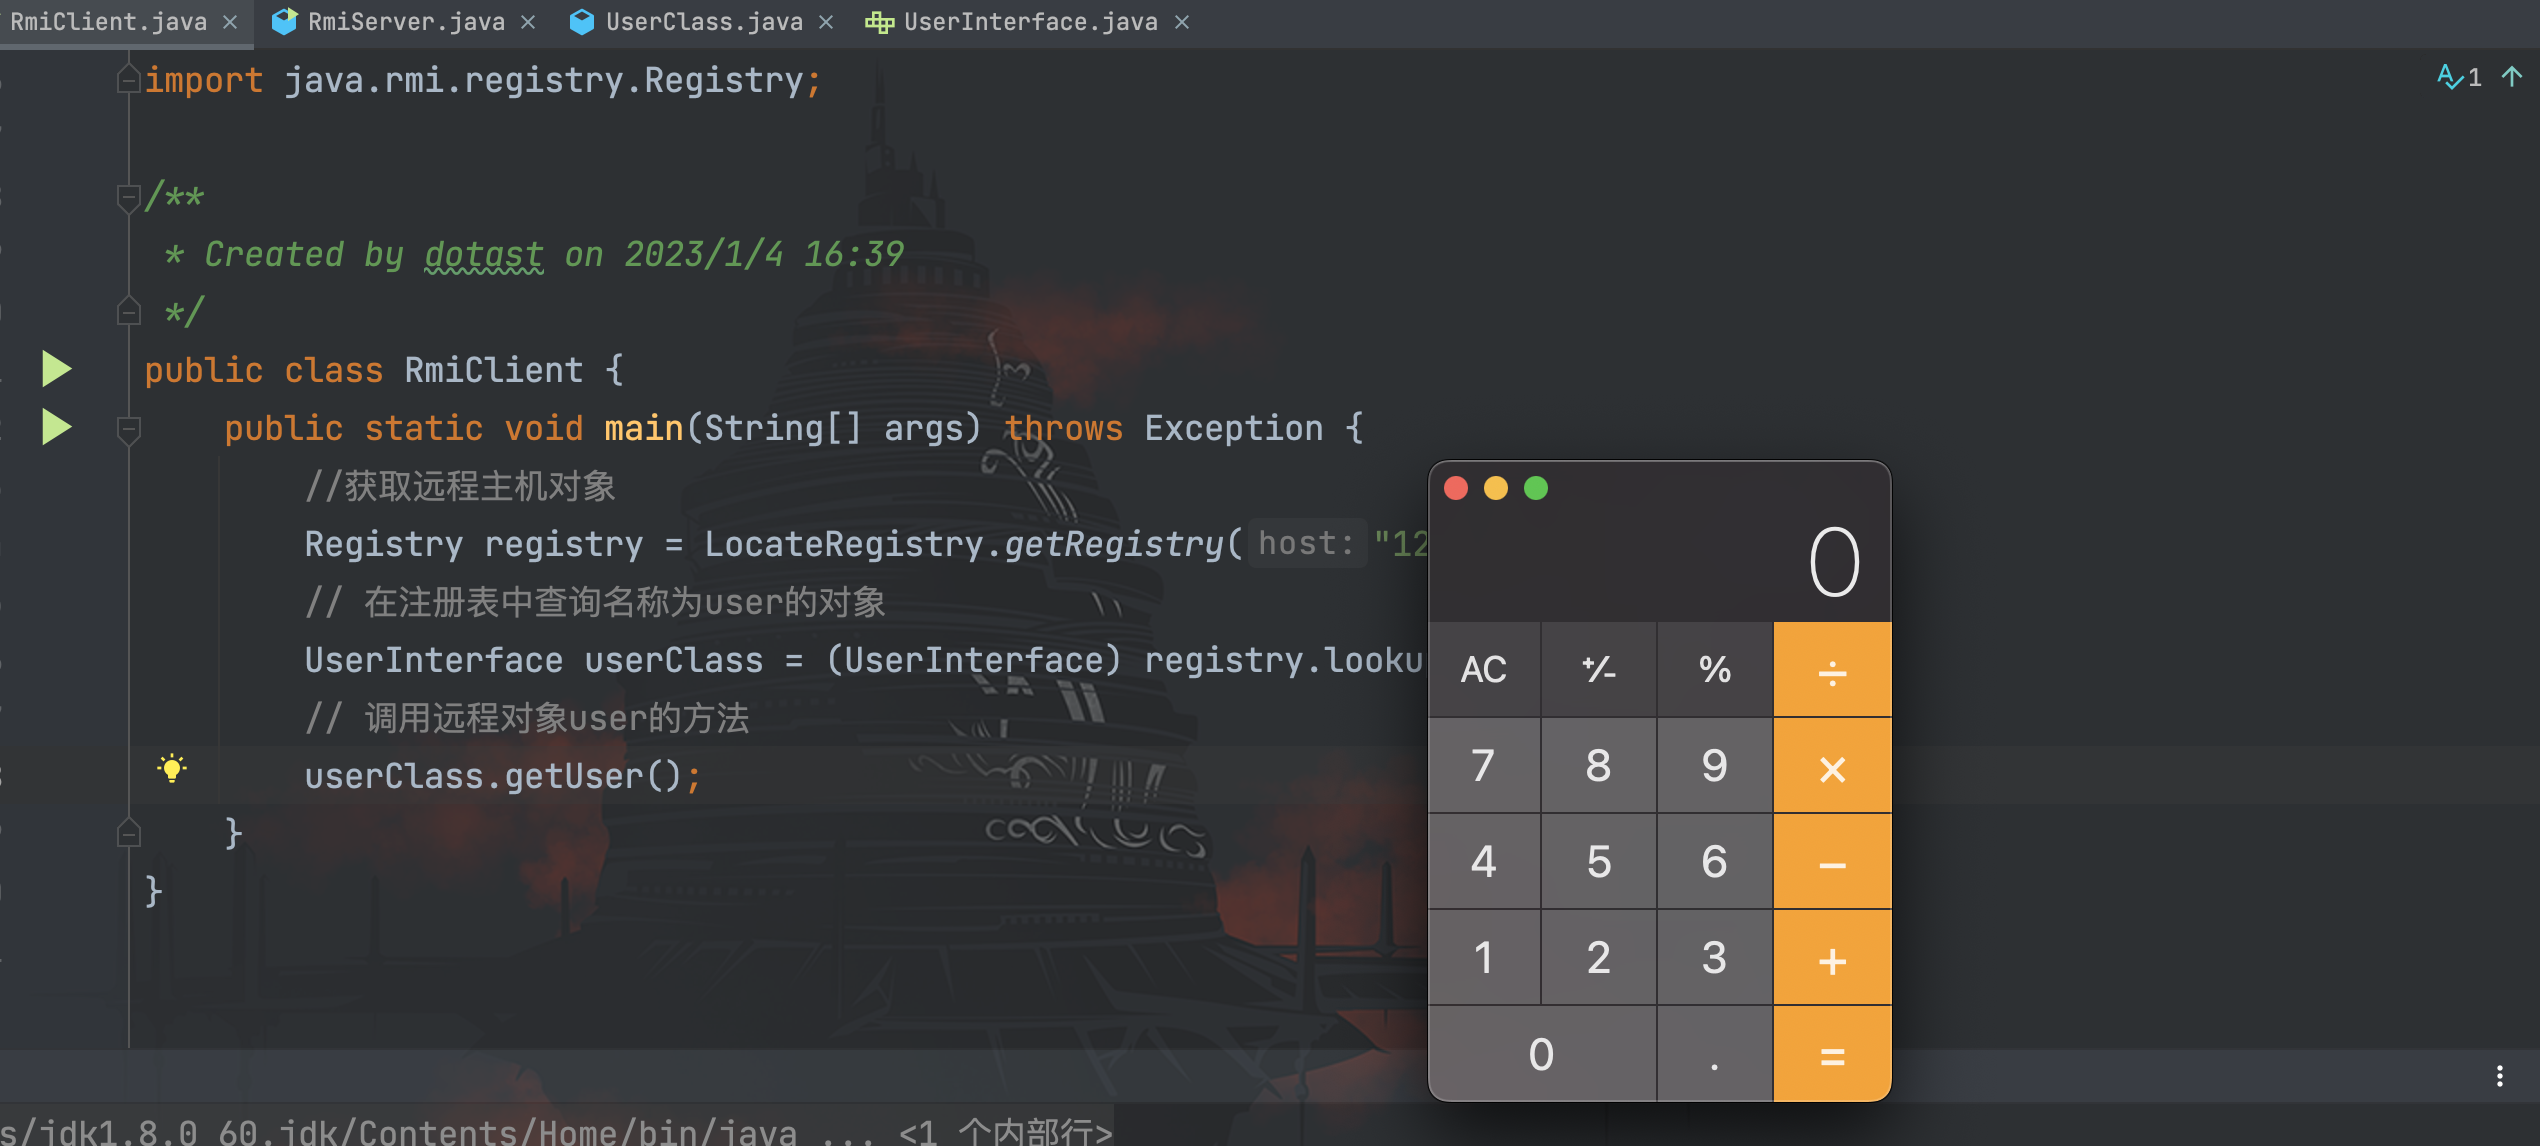 RmiClient.java RmiServer.java UserClass.java UserInterface.java
import java.rmi.registry.Registry;
1
/**
* Created by dotast on 2023/1/4 16:39
*/
public class RmiClient {
public static void main(String[] args) throws Exception {
//获取远程主机对象
Registry registry = LocateRegistry.getRegistry( host: "12
// 在注册表中查询名称为user的对象
UserInterface userClass = (UserInterface) registry.looku
// 调用远程对象user的方法
userClass.getUser();
}
}
0
AC ⁺∕₋ % ÷
7 8 9 ×
4 5 6 −
1 2 3 +
0 . =
s/jdk1.8.0_60.jdk/Contents/Home/bin/java ... <1 个内部行>